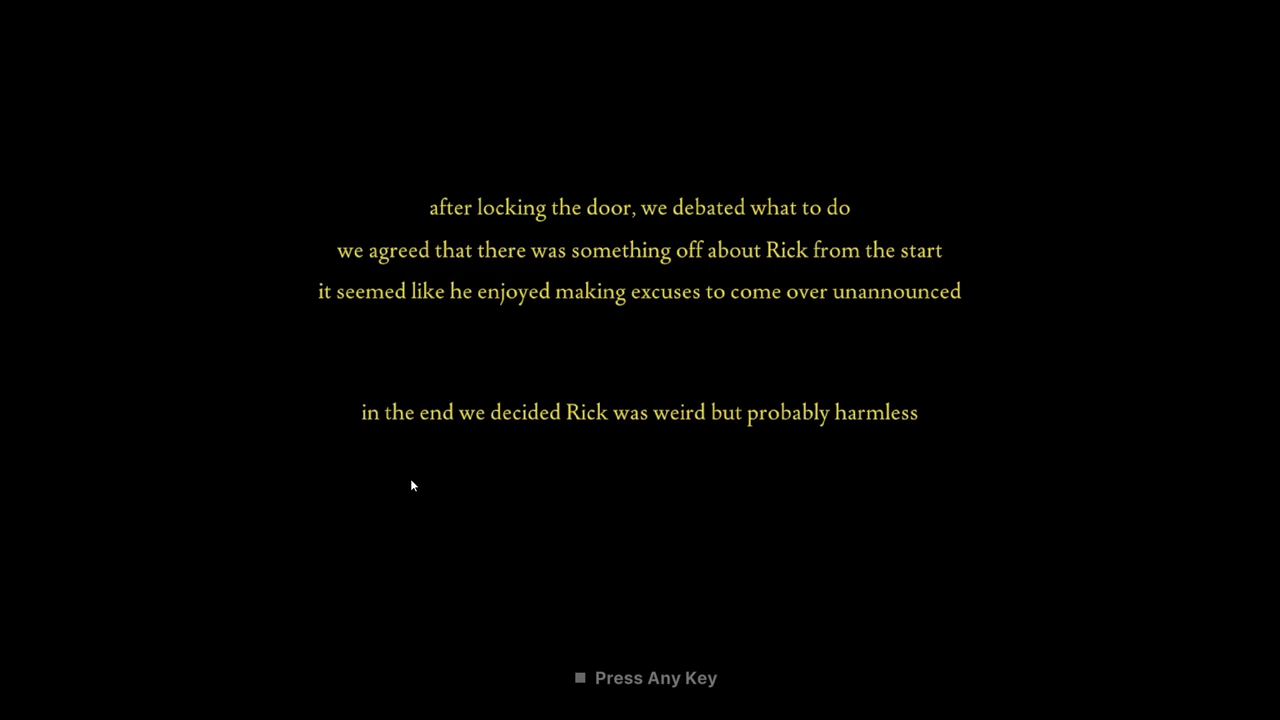 after locking the door, we debated what to do
we agreed that there was something off about Rick from the start
it seemed like he enjoyed making excuses to come over unannounced
in the end we decided Rick was weird but probably harmless
Press Any Key